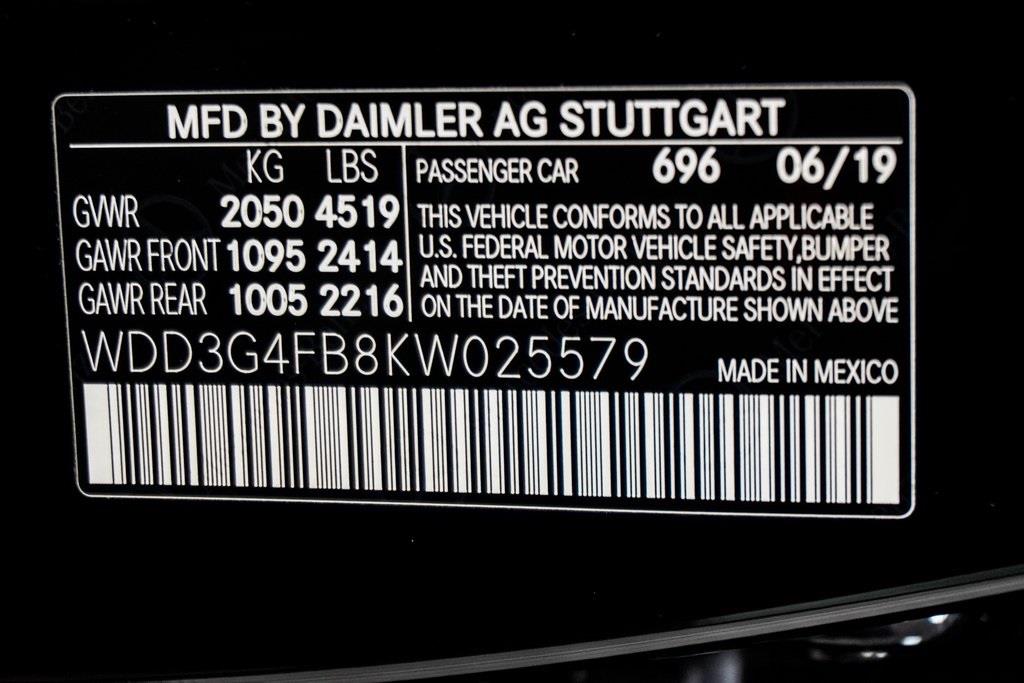 MFD BY DAIMLER AG STUTTGART
KG LBS
GVWR 2050 4519
GAWR FRONT 1095 2414
GAWR REAR 1005 2216
PASSENGER CAR 696 06/19
THIS VEHICLE CONFORMS TO ALL APPLICABLE
U.S. FEDERAL MOTOR VEHICLE SAFETY,BUMPER
AND THEFT PREVENTION STANDARDS IN EFFECT
ON THE DATE OF MANUFACTURE SHOWN ABOVE
WDD3G4FB8KW025579
MADE IN MEXICO